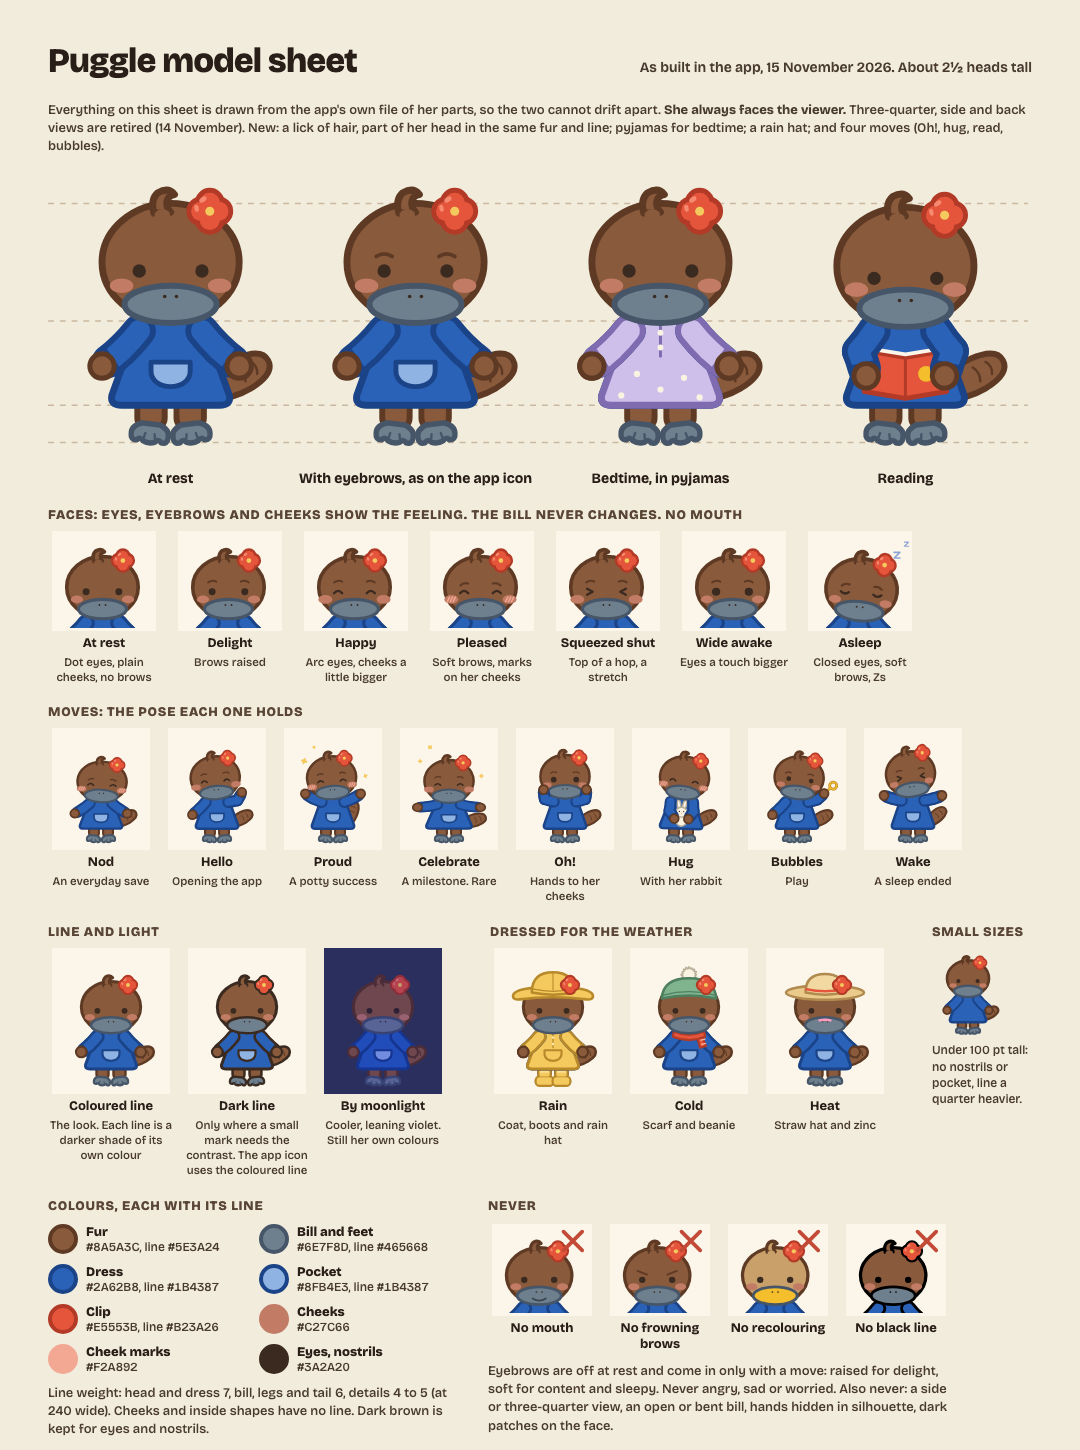 Puggle model sheet
As built in the app, 15 November 2026. About 2½ heads tall
Everything on this sheet is drawn from the app's own file of her parts, so the two cannot drift apart. She always faces the viewer. Three-quarter, side and back
views are retired (14 November). New: a lick of hair, part of her head in the same fur and line; pyjamas for bedtime; a rain hat; and four moves (Oh!, hug, read,
bubbles).
At rest
With eyebrows, as on the app icon
Bedtime, in pyjamas
Reading
FACES: EYES, EYEBROWS AND CHEEKS SHOW THE FEELING. THE BILL NEVER CHANGES. NO MOUTH
z
z
At rest
Dot eyes, plain
cheeks, no brows
Delight
Brows raised
Happy
Arc eyes, cheeks a
little bigger
Pleased
Soft brows, marks
on her cheeks
Squeezed shut
Top of a hop, a
stretch
Wide awake
Eyes a touch bigger
Asleep
Closed eyes, soft
brows, Zs
MOVES: THE POSE EACH ONE HOLDS
Nod
An everyday save
Hello
Opening the app
Proud
A potty success
Celebrate
A milestone. Rare
Oh!
Hands to her
cheeks
Hug
With her rabbit
Bubbles
Play
Wake
A sleep ended
LINE AND LIGHT
Coloured line
The look. Each line is a
darker shade of its
own colour
Dark line
Only where a small
mark needs the
contrast. The app icon
uses the coloured line
By moonlight
Cooler, leaning violet.
Still her own colours
DRESSED FOR THE WEATHER
Rain
Coat, boots and rain
hat
Cold
Scarf and beanie
Heat
Straw hat and zinc
SMALL SIZES
Under 100 pt tall:
no nostrils or
pocket, line a
quarter heavier.
COLOURS, EACH WITH ITS LINE
Fur
#8A5A3C, line #5E3A24
Bill and feet
#6E7F8D, line #465668
Dress
#2A62B8, line #1B4387
Pocket
#8FB4E3, line #1B4387
Clip
#E5553B, line #B23A26
Cheeks
#C27C66
Cheek marks
#F2A892
Eyes, nostrils
#3A2A20
Line weight: head and dress 7, bill, legs and tail 6, details 4 to 5 (at
240 wide). Cheeks and inside shapes have no line. Dark brown is
kept for eyes and nostrils.
NEVER
No mouth
No frowning
brows
No recolouring
No black line
Eyebrows are off at rest and come in only with a move: raised for delight,
soft for content and sleepy. Never angry, sad or worried. Also never: a side
or three-quarter view, an open or bent bill, hands hidden in silhouette, dark
patches on the face.